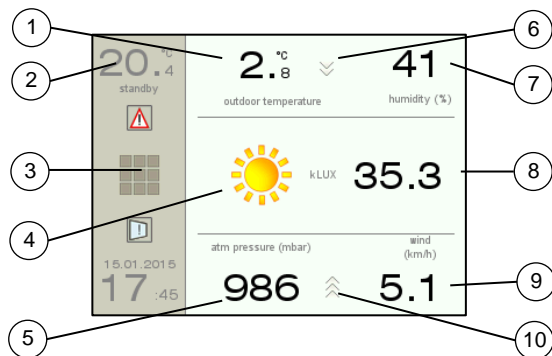 1
2
3
4
5
6
7
8
9
10
20.4 °C
standby
15.01.2015
17:45
2.8 °C
outdoor temperature
41
humidity (%)
kLUX 35.3
atm pressure (mbar)
986
wind
(km/h)
5.1